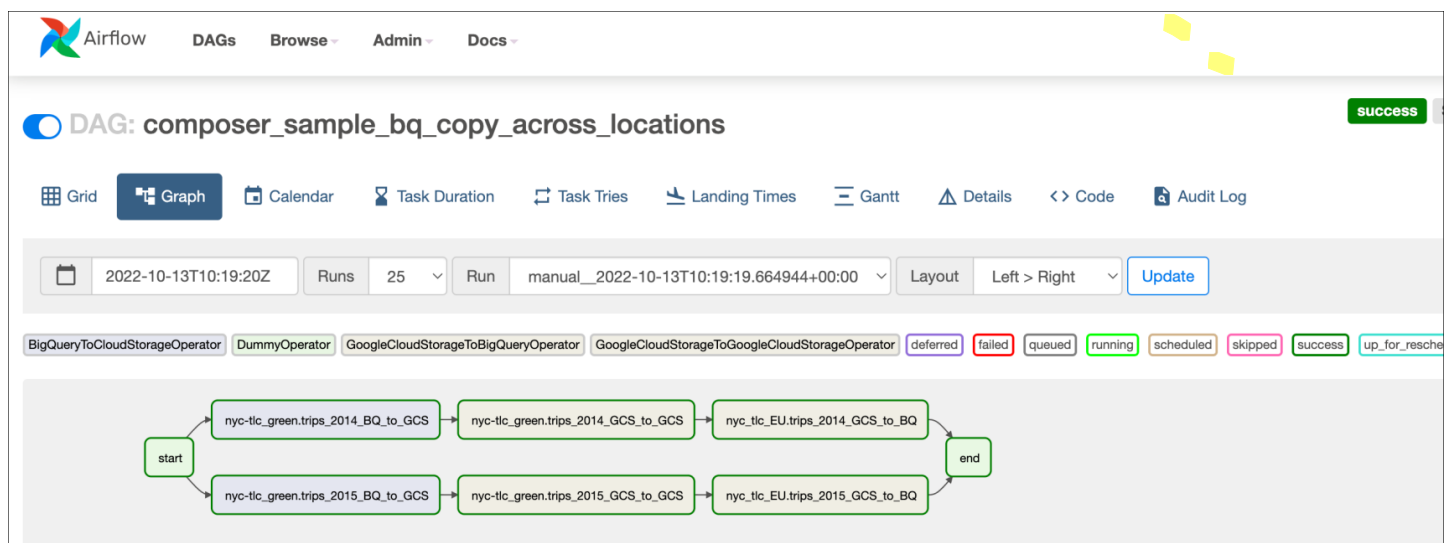 Airflow DAGs Browse Admin Docs
DAG: composer_sample_bq_copy_across_locations success
Grid Graph Calendar Task Duration Task Tries Landing Times Gantt Details <> Code Audit Log
2022-10-13T10:19:20Z Runs 25 Run manual__2022-10-13T10:19:19.664944+00:00 Layout Left > Right Update
BigQueryToCloudStorageOperator DummyOperator GoogleCloudStorageToBigQueryOperator GoogleCloudStorageToGoogleCloudStorageOperator deferred failed queued running scheduled skipped success up_for_resche
nyc-tlc_green.trips_2014_BQ_to_GCS nyc-tlc_green.trips_2014_GCS_to_GCS nyc_tlc_EU.trips_2014_GCS_to_BQ
start end
nyc-tlc_green.trips_2015_BQ_to_GCS nyc-tlc_green.trips_2015_GCS_to_GCS nyc_tlc_EU.trips_2015_GCS_to_BQ